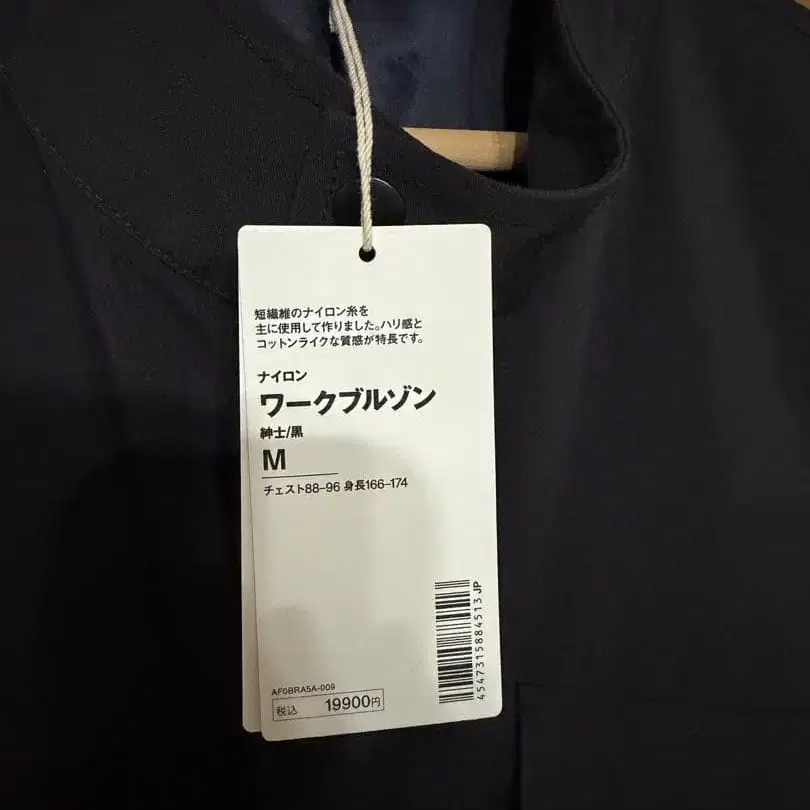 短繊維のナイロン糸を
主に使用して作りました。ハリ感と
コットンライクな質感が特長です。
ナイロン
ワークブルゾン
紳士/黒
M
チェスト88-96 身長166-174
4547315884513 JP
AF0BRA5A-009
税込 19900円